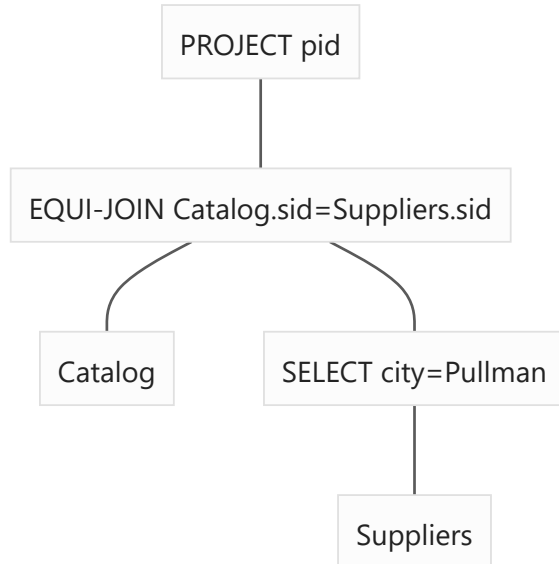 PROJECT pid
EQUI-JOIN Catalog.sid=Suppliers.sid
Catalog
SELECT city=Pullman
Suppliers